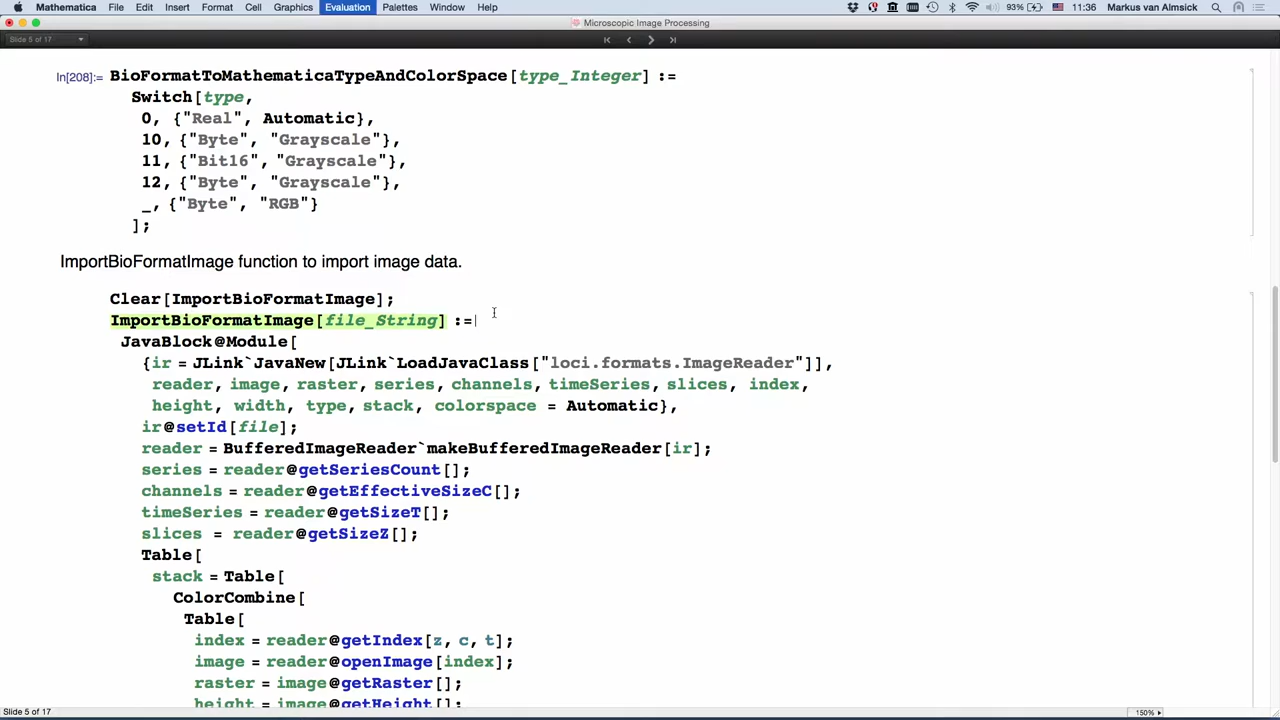 Mathematica File Edit Insert Format Cell Graphics Evaluation Palettes Window Help 93% 11:36 Markus van Almsick
Microscopic Image Processing
Slide 5 of 17
In[208]:= BioFormatToMathematicaTypeAndColorSpace[type_Integer] :=
Switch[type,
0, {"Real", Automatic},
10, {"Byte", "Grayscale"},
11, {"Bit16", "Grayscale"},
12, {"Byte", "Grayscale"},
_, {"Byte", "RGB"}
];
ImportBioFormatImage function to import image data.
Clear[ImportBioFormatImage];
ImportBioFormatImage[file_String] :=
JavaBlock@Module[
{ir = JLink`JavaNew[JLink`LoadJavaClass["loci.formats.ImageReader"]],
reader, image, raster, series, channels, timeSeries, slices, index,
height, width, type, stack, colorspace = Automatic},
ir@setId[file];
reader = BufferedImageReader`makeBufferedImageReader[ir];
series = reader@getSeriesCount[];
channels = reader@getEffectiveSizeC[];
timeSeries = reader@getSizeT[];
slices = reader@getSizeZ[];
Table[
stack = Table[
ColorCombine[
Table[
index = reader@getIndex[z, c, t];
image = reader@openImage[index];
raster = image@getRaster[];
height = image@getHeight[];
Slide 5 of 17
150%